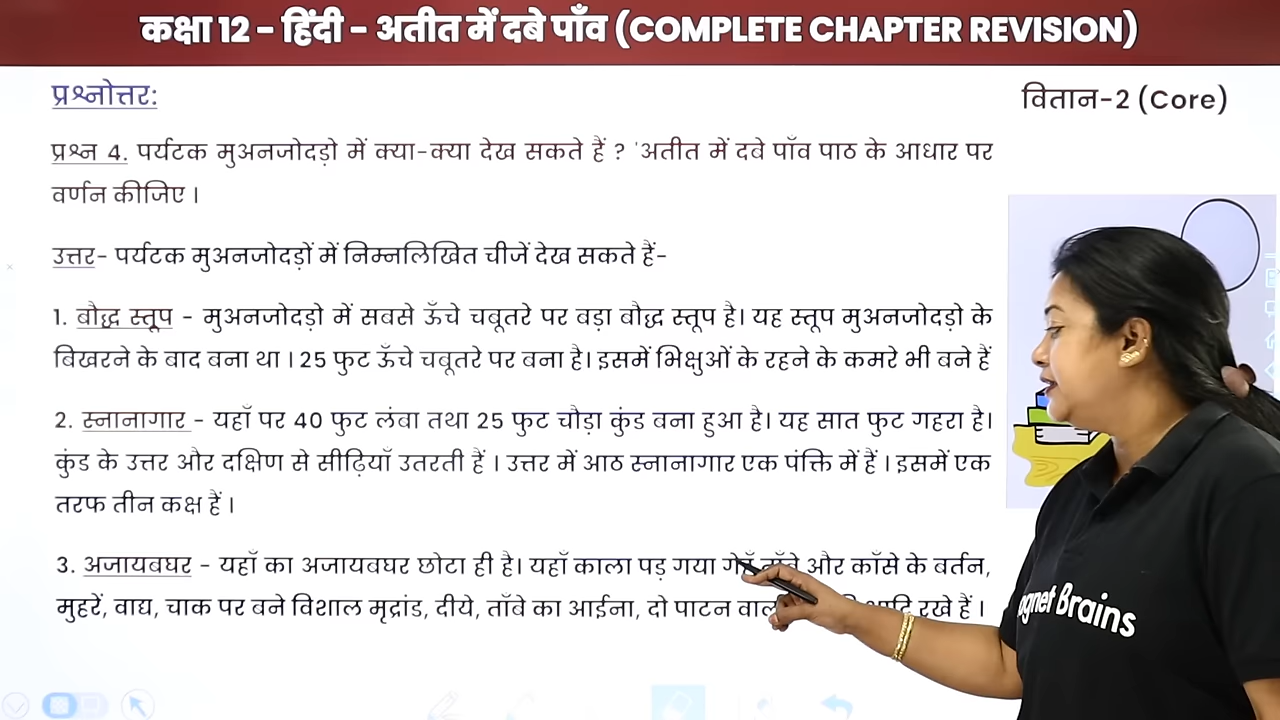 कक्षा 12 - हिंदी - अतीत में दबे पाँव (COMPLETE CHAPTER REVISION)
प्रश्नोत्तर:
वितान-2 (Core)
प्रश्न 4. पर्यटक मुअनजोदड़ो में क्या-क्या देख सकते हैं ? 'अतीत में दबे पाँव पाठ के आधार पर
वर्णन कीजिए ।
उत्तर- पर्यटक मुअनजोदड़ों में निम्नलिखित चीजें देख सकते हैं-
1. बौद्ध स्तूप - मुअनजोदड़ो में सबसे ऊँचे चबूतरे पर बड़ा बौद्ध स्तूप है। यह स्तूप मुअनजोदड़ो के
बिखरने के बाद बना था । 25 फुट ऊँचे चबूतरे पर बना है। इसमें भिक्षुओं के रहने के कमरे भी बने हैं
2. स्नानागार - यहाँ पर 40 फुट लंबा तथा 25 फुट चौड़ा कुंड बना हुआ है। यह सात फुट गहरा है।
कुंड के उत्तर और दक्षिण से सीढ़ियाँ उतरती हैं । उत्तर में आठ स्नानागार एक पंक्ति में हैं । इसमें एक
तरफ तीन कक्ष हैं ।
3. अजायबघर - यहाँ का अजायबघर छोटा ही है। यहाँ काला पड़ गया और काँसे के बर्तन,
मुहरें, वाद्य, चाक पर बने विशाल मृद्रांड, दीये, ताँबे का आईना, दो पाटन रखे हैं ।
Brains